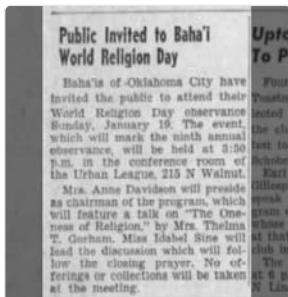 Public Invited to Baha'i
World Religion Day
Baha'is of Oklahoma City have
invited the public to attend their
World Religion Day observance
Sunday, January 19. The event,
which will mark the ninth annual
observance, will be held at 3:30
p.m. in the conference room of
the Urban League, 215 N Walnut.
Mrs. Anne Davidson will preside
as chairman of the program, which
will feature a talk on "The One-
ness of Religion," by Mrs. Thelma
T. Gorham. Miss Idabel Sine will
lead the discussion which will fol-
low the closing prayer. No of-
ferings or collections will be taken
at the meeting.
To P